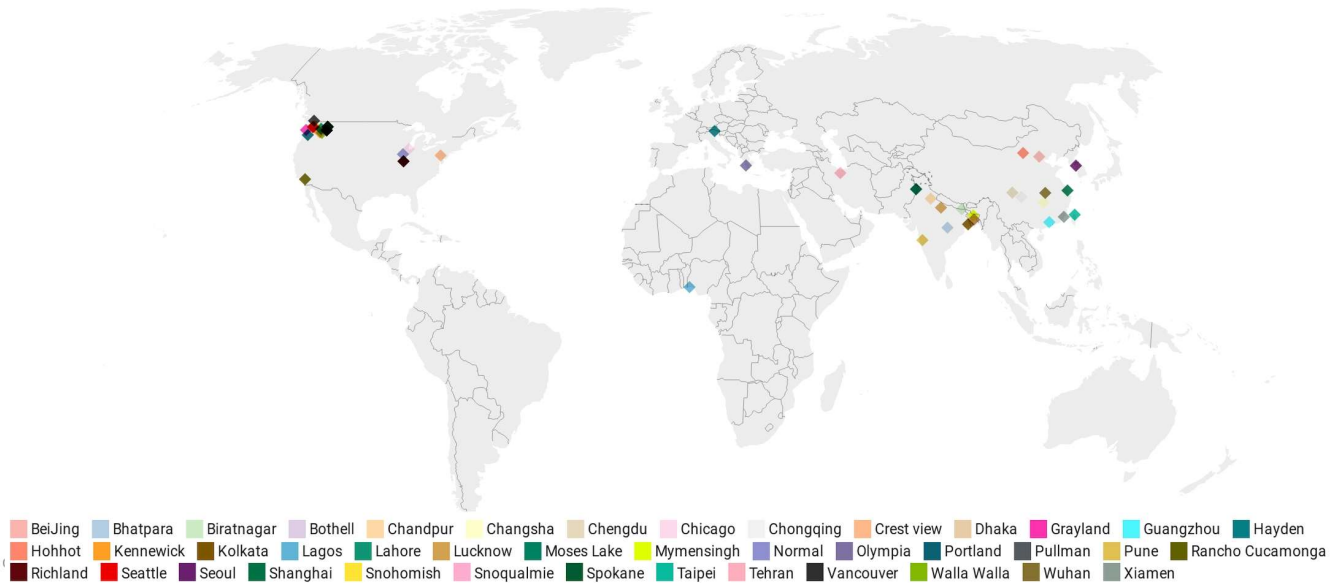 BeiJing Bhatpara Biratnagar Bothell Chandpur Changsha Chengdu Chicago Chongqing Crest view Dhaka Grayland Guangzhou Hayden
Hohhot Kennewick Kolkata Lagos Lahore Lucknow Moses Lake Mymensingh Normal Olympia Portland Pullman Pune Rancho Cucamonga
Richland Seattle Seoul Shanghai Snohomish Snoqualmie Spokane Taipei Tehran Vancouver Walla Walla Wuhan Xiamen